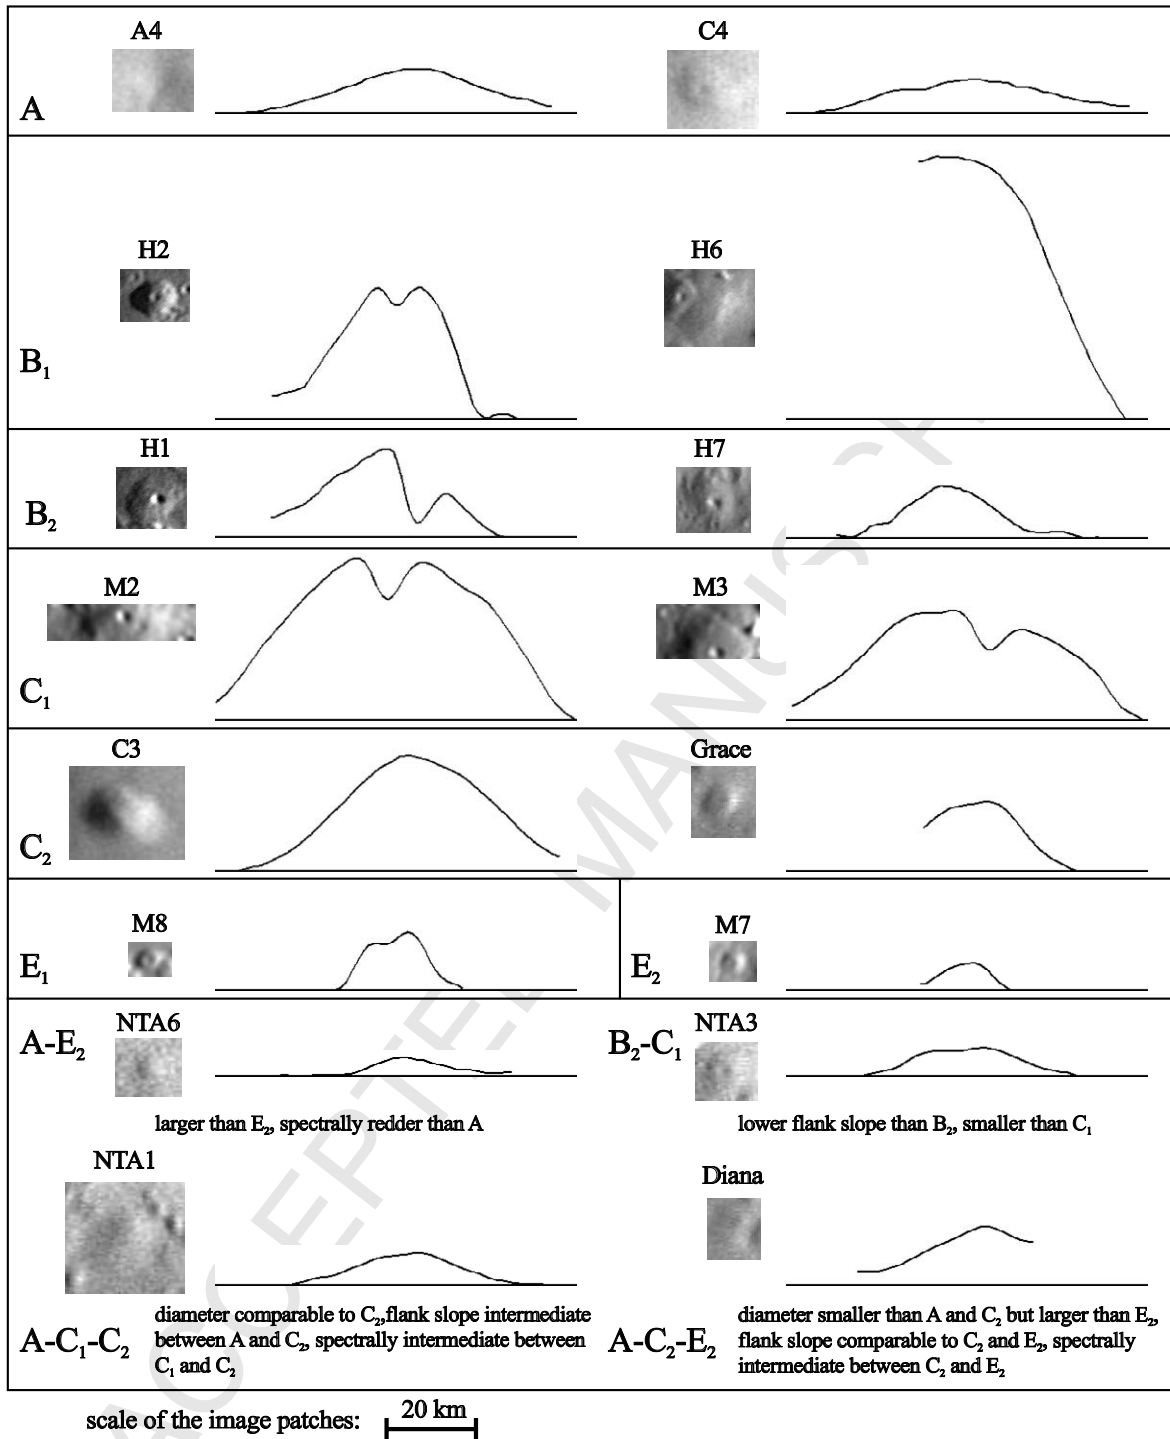 A4 C4
A
H2 H6
B₁
H1 H7
B₂
M2 M3
C₁
C3 Grace
C₂
M8 M7
E₁ E₂
NTA6 NTA3
A-E₂ B₂-C₁
larger than E₂, spectrally redder than A
lower flank slope than B₂, smaller than C₁
NTA1 Diana
diameter comparable to C₂,flank slope intermediate
between A and C₂, spectrally intermediate between
C₁ and C₂
A-C₁-C₂
diameter smaller than A and C₂ but larger than E₂,
flank slope comparable to C₂ and E₂, spectrally
intermediate between C₂ and E₂
A-C₂-E₂
scale of the image patches: 20 km
ACCEPTED MANUSCR